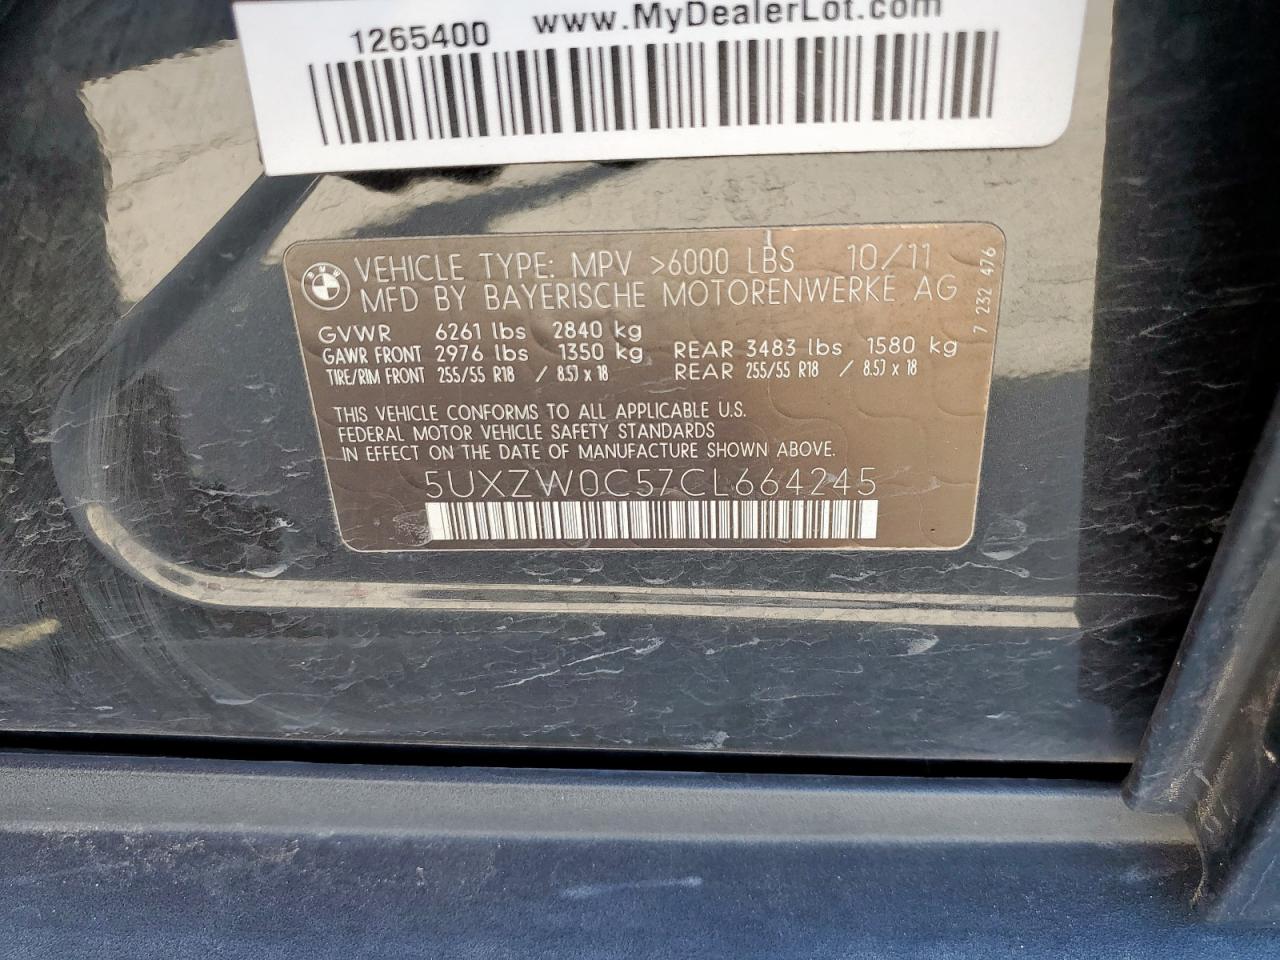 1265400 www.MyDealerLot.com
BMW
VEHICLE TYPE: MPV >6000 LBS 10/11
MFD BY BAYERISCHE MOTORENWERKE AG
7 232 476
GVWR 6261 lbs 2840 kg
GAWR FRONT 2976 lbs 1350 kg REAR 3483 lbs 1580 kg
TIRE/RIM FRONT 255/55 R18 / 8.5J x 18 REAR 255/55 R18 / 8.5J x 18
THIS VEHICLE CONFORMS TO ALL APPLICABLE U.S.
FEDERAL MOTOR VEHICLE SAFETY STANDARDS
IN EFFECT ON THE DATE OF MANUFACTURE SHOWN ABOVE.
5UXZW0C57CL664245